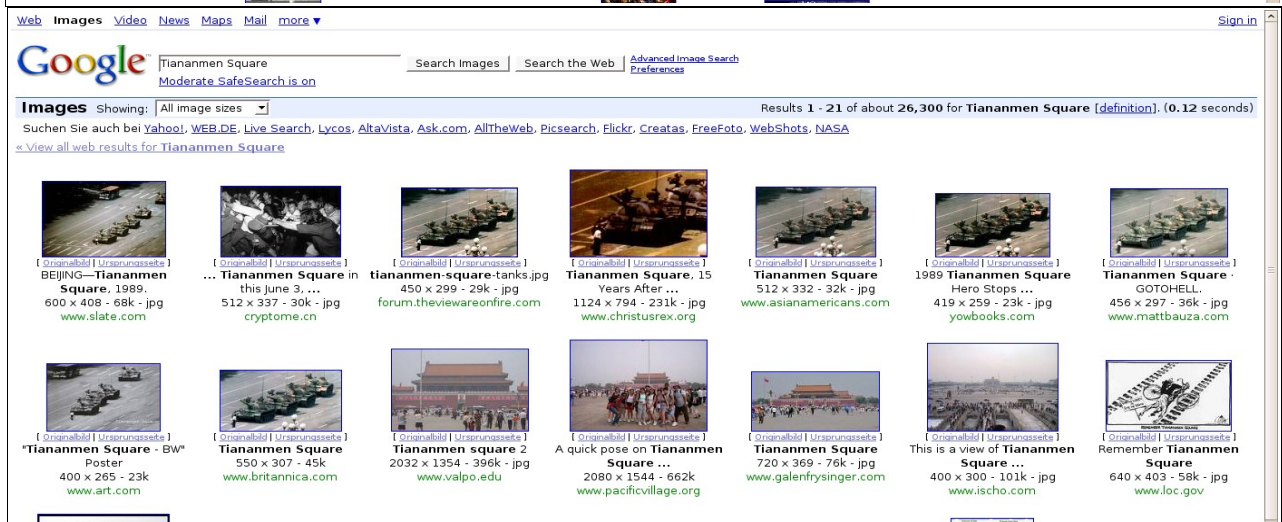 Web Images Video News Maps Mail more ▼ Sign in
Google
Tiananmen Square Search Images Search the Web Advanced Image Search
Preferences
Moderate SafeSearch is on
Images Showing: All image sizes Results 1 - 21 of about 26,300 for Tiananmen Square [definition]. (0.12 seconds)
Suchen Sie auch bei Yahoo!, WEB.DE, Live Search, Lycos, AltaVista, Ask.com, AllTheWeb, Picsearch, Flickr, Creatas, FreeFoto, WebShots, NASA
« View all web results for Tiananmen Square
[ Originalbild | Ursprungsseite ]
BEIJING—Tiananmen
Square, 1989.
600 x 408 - 68k - jpg
www.slate.com
[ Originalbild | Ursprungsseite ]
... Tiananmen Square in
this June 3, ...
512 x 337 - 30k - jpg
cryptome.cn
[ Originalbild | Ursprungsseite ]
tiananmen-square-tanks.jpg
450 x 299 - 29k - jpg
forum.theviewareonfire.com
[ Originalbild | Ursprungsseite ]
Tiananmen Square, 15
Years After ...
1124 x 794 - 231k - jpg
www.christusrex.org
[ Originalbild | Ursprungsseite ]
Tiananmen Square
512 x 332 - 32k - jpg
www.asianamericans.com
[ Originalbild | Ursprungsseite ]
1989 Tiananmen Square
Hero Stops ...
419 x 259 - 23k - jpg
yowbooks.com
[ Originalbild | Ursprungsseite ]
Tiananmen Square ·
GOTOHELL.
456 x 297 - 36k - jpg
www.mattbauza.com
[ Originalbild | Ursprungsseite ]
"Tiananmen Square - BW"
Poster
400 x 265 - 23k
www.art.com
[ Originalbild | Ursprungsseite ]
Tiananmen Square
550 x 307 - 45k
www.britannica.com
[ Originalbild | Ursprungsseite ]
Tiananmen square 2
2032 x 1354 - 396k - jpg
www.valpo.edu
[ Originalbild | Ursprungsseite ]
A quick pose on Tiananmen
Square ...
2080 x 1544 - 662k
www.pacificvillage.org
[ Originalbild | Ursprungsseite ]
Tiananmen Square
720 x 369 - 76k - jpg
www.galenfrysinger.com
[ Originalbild | Ursprungsseite ]
This is a view of Tiananmen
Square ...
400 x 300 - 101k - jpg
www.ischo.com
REMEMBER TIANANMEN SQUARE
[ Originalbild | Ursprungsseite ]
Remember Tiananmen
Square
640 x 403 - 58k - jpg
www.loc.gov